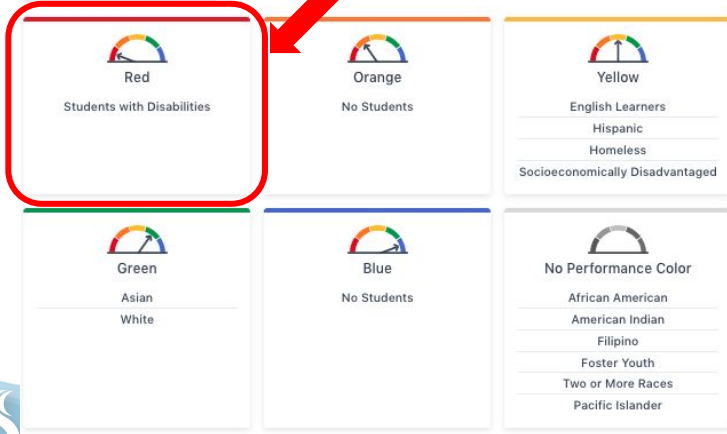 Red
Students with Disabilities
Orange
No Students
Yellow
English Learners
Hispanic
Homeless
Socioeconomically Disadvantaged
Green
Asian
White
Blue
No Students
No Performance Color
African American
American Indian
Filipino
Foster Youth
Two or More Races
Pacific Islander